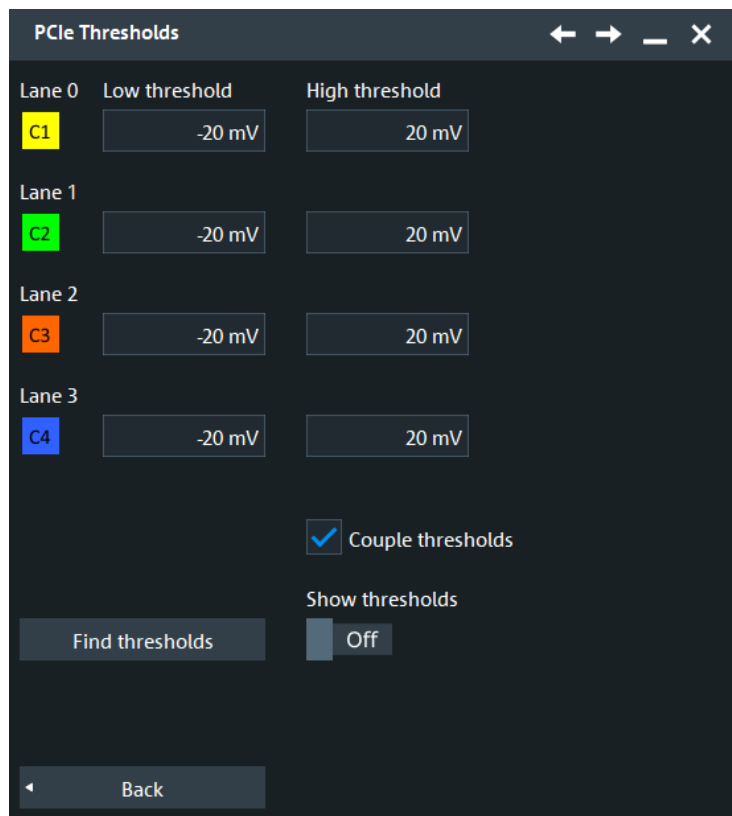 PCIe Thresholds
Lane 0 Low threshold High threshold
C1 -20 mV 20 mV
Lane 1
C2 -20 mV 20 mV
Lane 2
C3 -20 mV 20 mV
Lane 3
C4 -20 mV 20 mV
Couple thresholds
Show thresholds
Find thresholds Off
Back